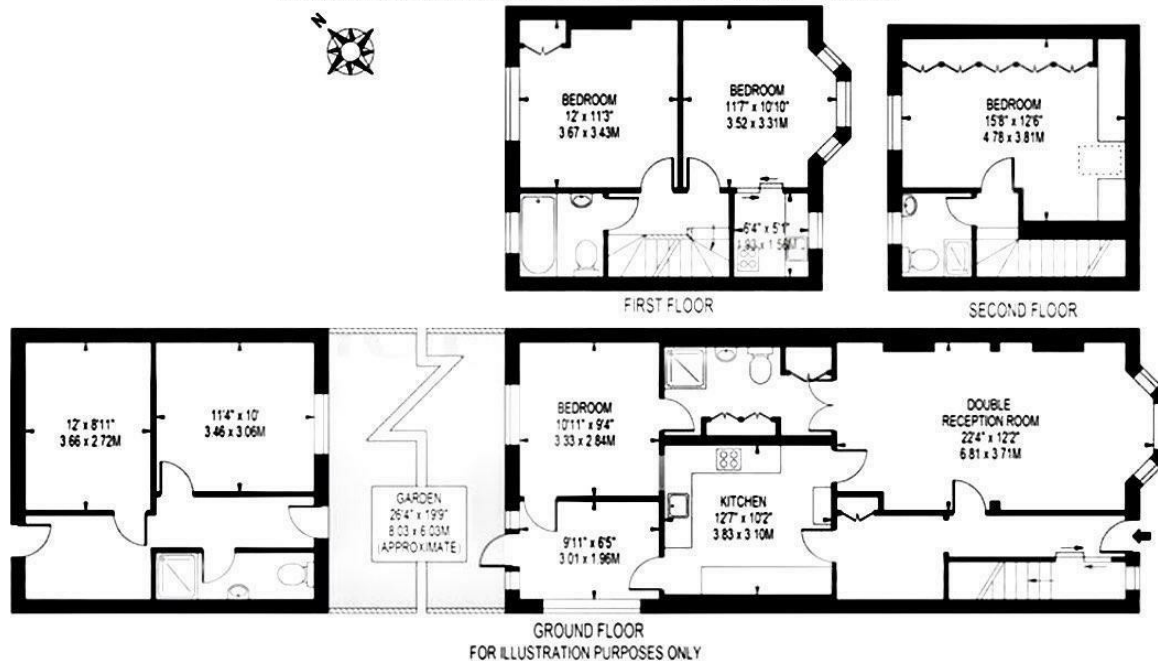 N
BEDROOM
12' x 11'3"
3.67 x 3.43M
BEDROOM
11'7" x 10'10"
3.52 x 3.31M
6'4" x 5'1"
1.93 x 1.56M
FIRST FLOOR
BEDROOM
15'8" x 12'6"
4.78 x 3.81M
SECOND FLOOR
12' x 8'11"
3.66 x 2.72M
11'4" x 10'
3.46 x 3.06M
GARDEN
26'4" x 19'9"
8.03 x 6.03M
(APPROXIMATE)
BEDROOM
10'11" x 9'4"
3.33 x 2.84M
9'11" x 6'5"
3.01 x 1.96M
KITCHEN
12'7" x 10'2"
3.83 x 3.10M
DOUBLE
RECEPTION ROOM
22'4" x 12'2"
6.81 x 3.71M
GROUND FLOOR
FOR ILLUSTRATION PURPOSES ONLY